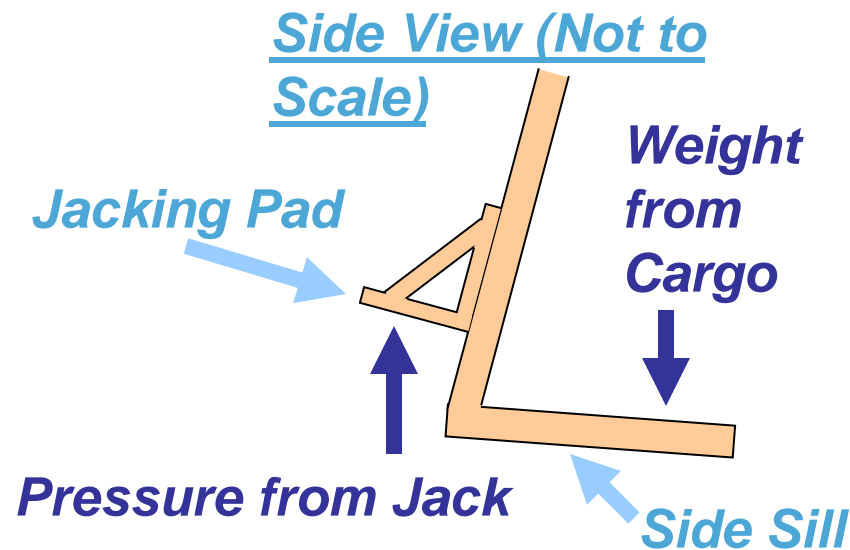 Side View (Not to
Scale)
Weight
from
Cargo
Jacking Pad
Pressure from Jack
Side Sill